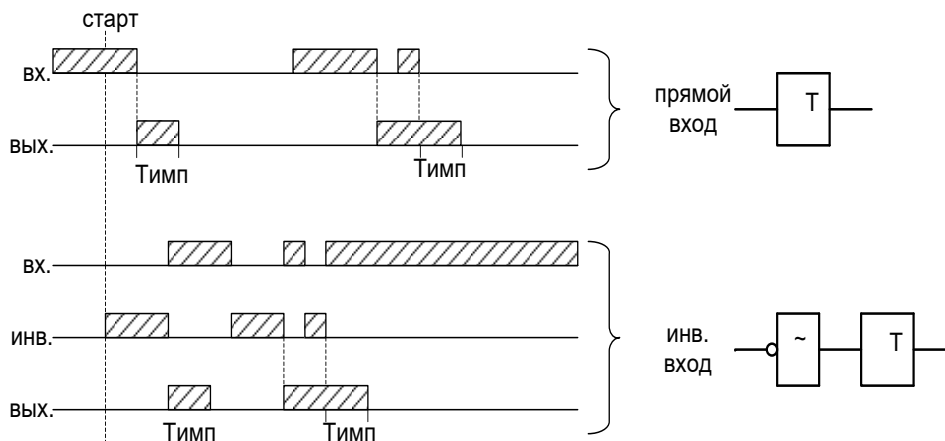 старт
вх.
прямой
вход
T
вых.
Тимп
Тимп
вх.
инв.
инв.
вход
~
T
вых.
Тимп
Тимп